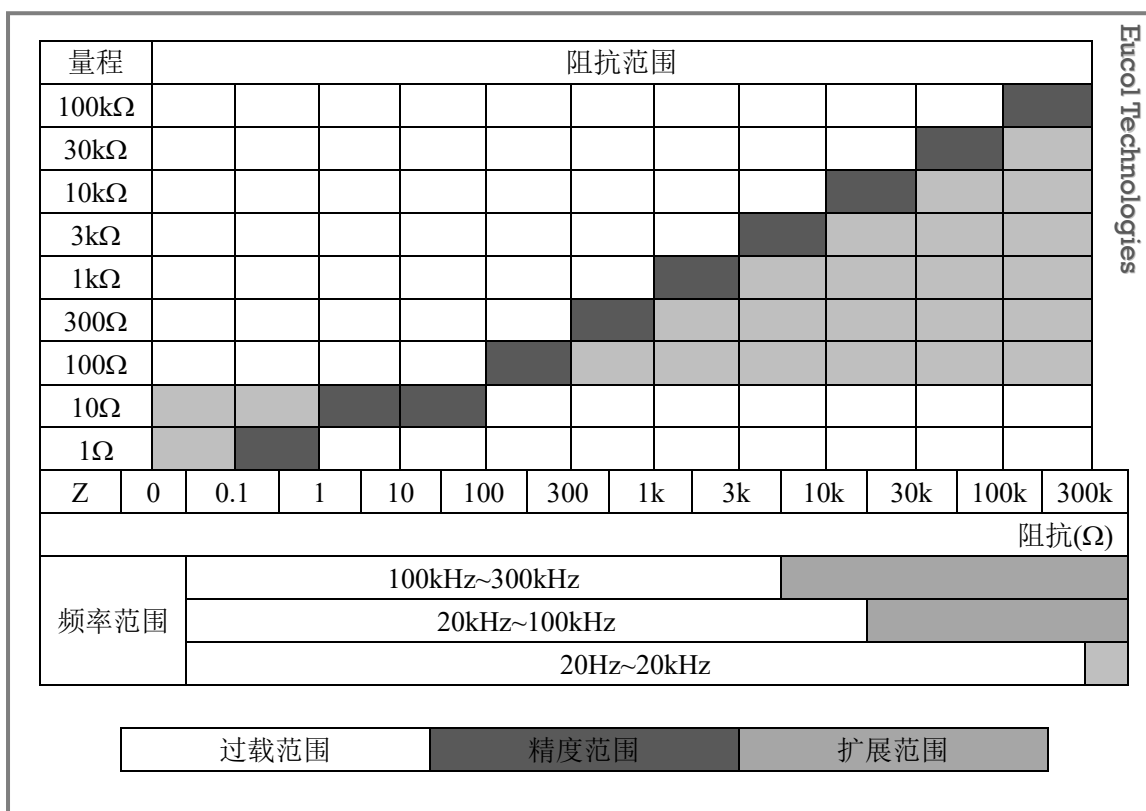 量程 阻抗范围
100kΩ
30kΩ
10kΩ
3kΩ
1kΩ
300Ω
100Ω
10Ω
1Ω
Z 0 0.1 1 10 100 300 1k 3k 10k 30k 100k 300k
阻抗(Ω)
频率范围
100kHz~300kHz
20kHz~100kHz
20Hz~20kHz
过载范围 精度范围 扩展范围
Eucol Technologies